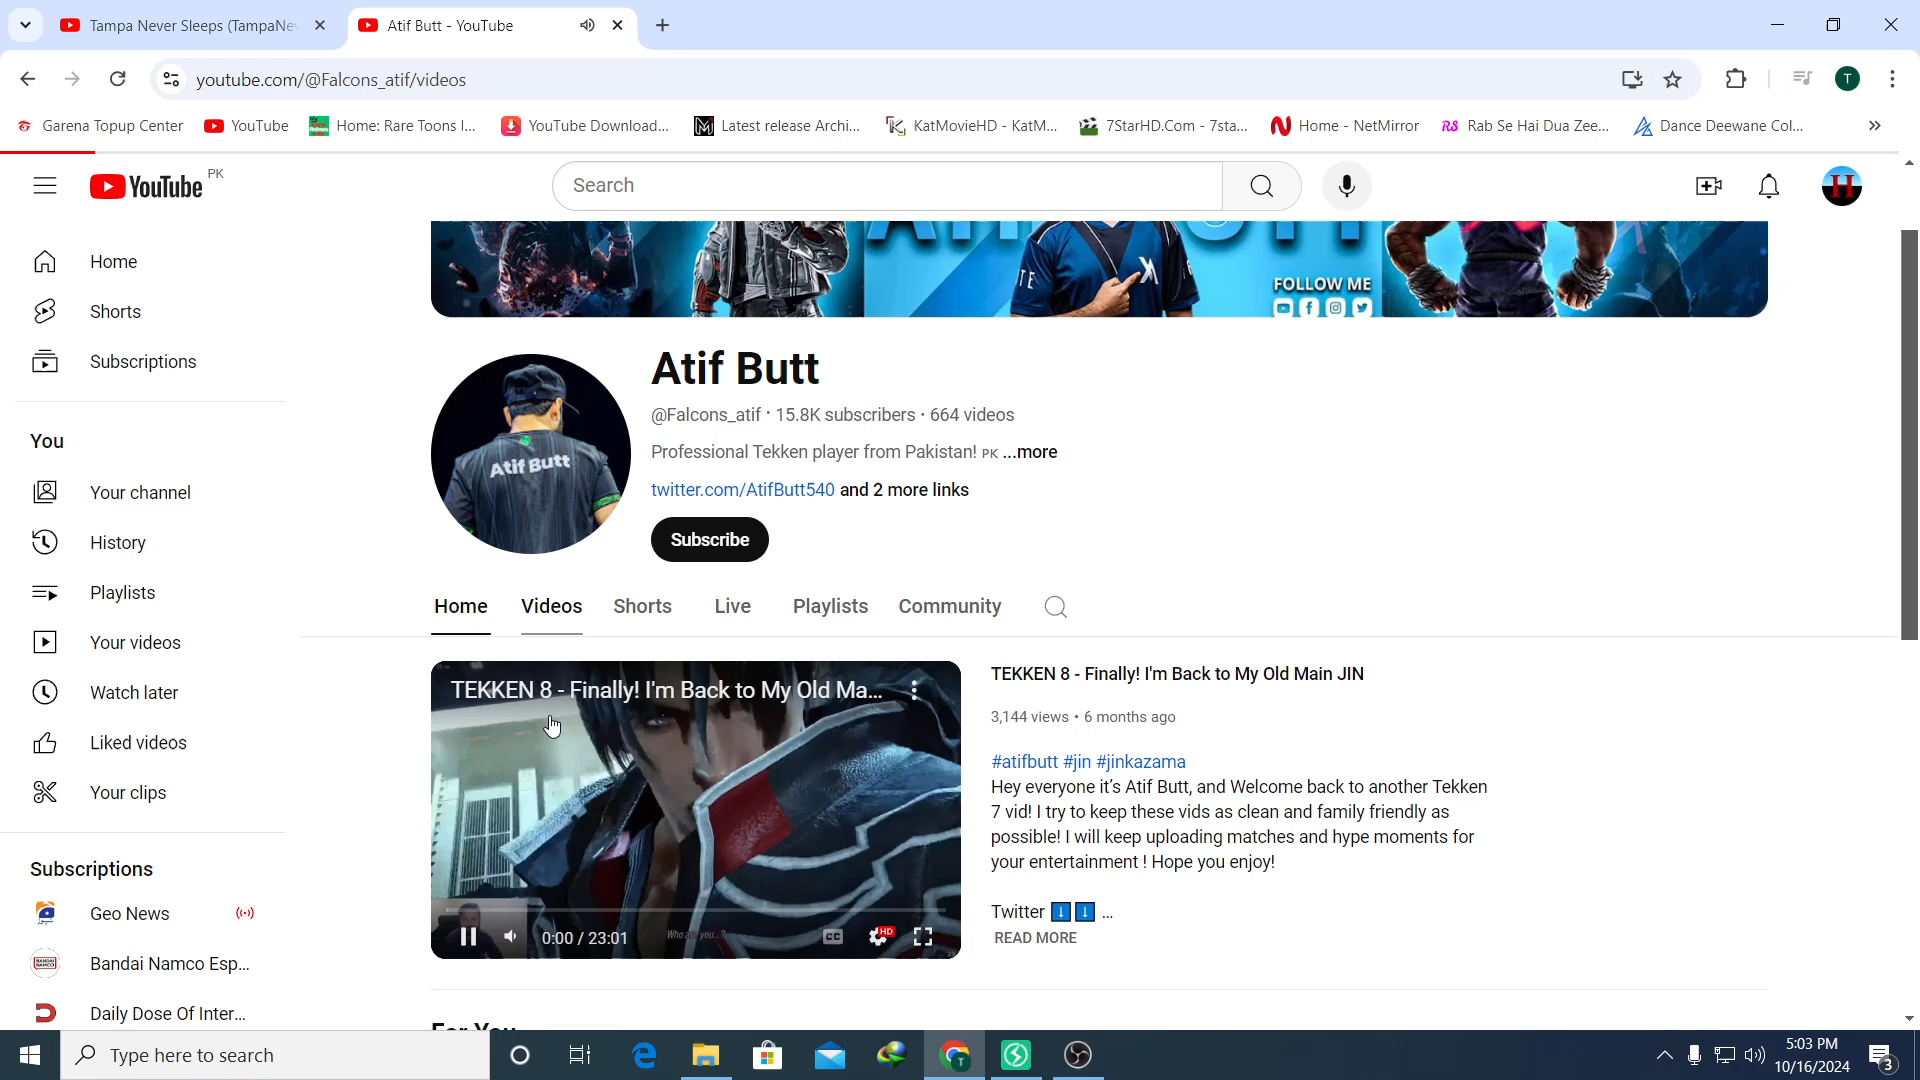 Tampa Never Sleeps (TampaNe
Atif Butt - YouTube
youtube.com/@Falcons_atif/videos
T
Garena Topup Center
YouTube
Home: Rare Toons I...
YouTube Download...
Latest release Archi...
KatMovieHD - KatM...
7StarHD.Com - 7sta...
Home - NetMirror
RS Rab Se Hai Dua Zee...
Dance Deewane Col...
YouTube PK
Search
H
Home
Shorts
Subscriptions
You
Your channel
History
Playlists
Your videos
Watch later
Liked videos
Your clips
Subscriptions
Geo News
Bandai Namco Esp...
Daily Dose Of Inter...
FOLLOW ME
Atif Butt
Atif Butt
@Falcons_atif · 15.8K subscribers · 664 videos
Professional Tekken player from Pakistan! PK ...more
twitter.com/AtifButt540 and 2 more links
Subscribe
Home Videos Shorts Live Playlists Community
TEKKEN 8 - Finally! I'm Back to My Old Ma...
0:00 / 23:01
Who are you...?
CC
HD
TEKKEN 8 - Finally! I'm Back to My Old Main JIN
3,144 views • 6 months ago
#atifbutt #jin #jinkazama
Hey everyone it's Atif Butt, and Welcome back to another Tekken
7 vid! I try to keep these vids as clean and family friendly as
possible! I will keep uploading matches and hype moments for
your entertainment ! Hope you enjoy!
Twitter ⬇⬇ ...
READ MORE
Type here to search
T
5:03 PM
10/16/2024
3